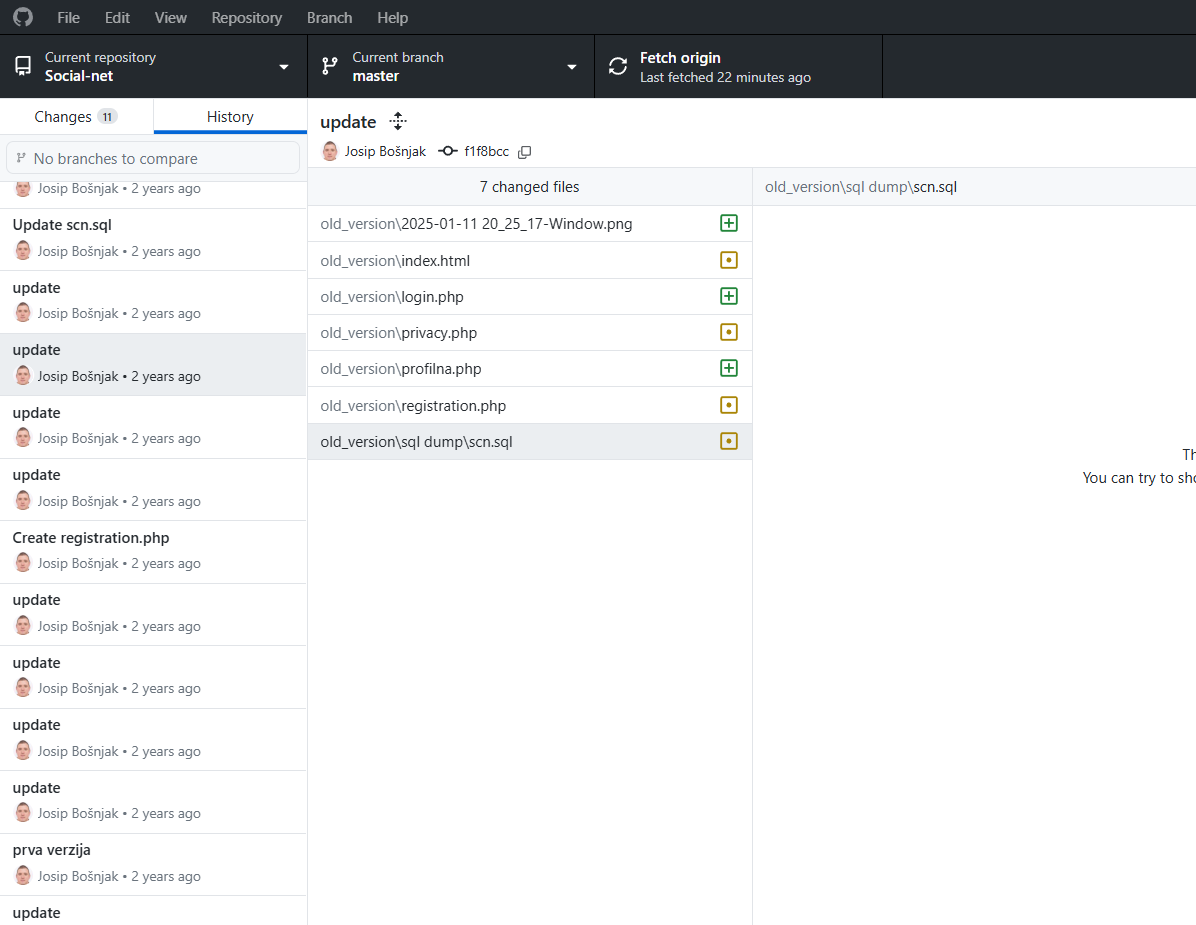 File Edit View Repository Branch Help
Current repository
Social-net
Current branch
master
Fetch origin
Last fetched 22 minutes ago
Changes 11
History
No branches to compare
Josip Bošnjak • 2 years ago
Update scn.sql
Josip Bošnjak • 2 years ago
update
Josip Bošnjak • 2 years ago
update
Josip Bošnjak • 2 years ago
update
Josip Bošnjak • 2 years ago
update
Josip Bošnjak • 2 years ago
Create registration.php
Josip Bošnjak • 2 years ago
update
Josip Bošnjak • 2 years ago
update
Josip Bošnjak • 2 years ago
update
Josip Bošnjak • 2 years ago
update
Josip Bošnjak • 2 years ago
prva verzija
Josip Bošnjak • 2 years ago
update
update
Josip Bošnjak f1f8bcc
7 changed files
old_version\2025-01-11 20_25_17-Window.png
old_version\index.html
old_version\login.php
old_version\privacy.php
old_version\profilna.php
old_version\registration.php
old_version\sql dump\scn.sql
old_version\sql dump\scn.sql
Th
You can try to sho